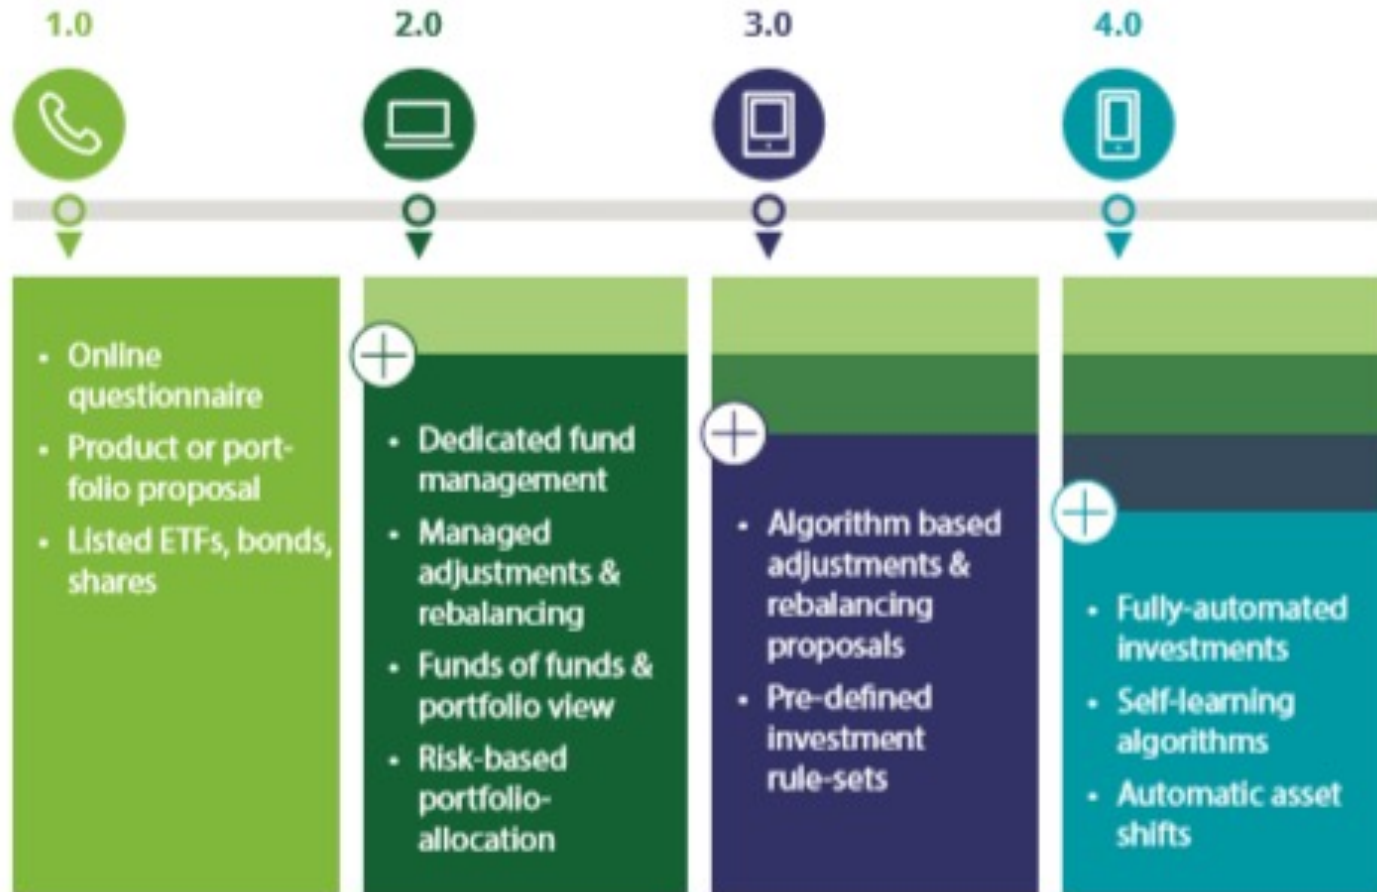 1.0
2.0
3.0
4.0
• Online
questionnaire
• Product or port-
folio proposal
• Listed ETFs, bonds,
shares
• Dedicated fund
management
• Managed
adjustments &
rebalancing
• Funds of funds &
portfolio view
• Risk-based
portfolio-
allocation
• Algorithm based
adjustments &
rebalancing
proposals
• Pre-defined
investment
rule-sets
• Fully-automated
investments
• Self-learning
algorithms
• Automatic asset
shifts